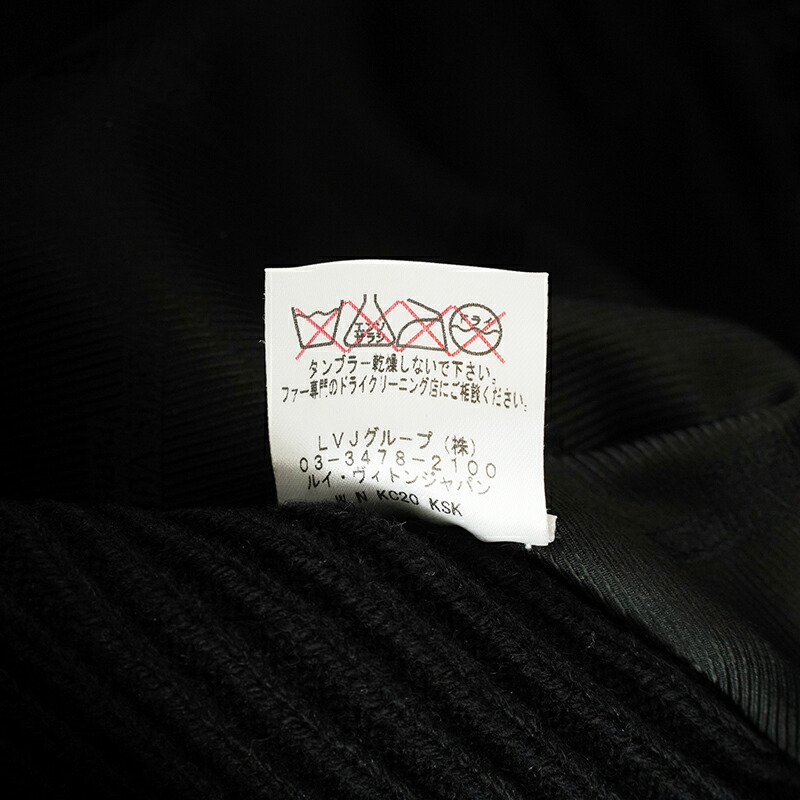 エンソ
サラシ
ドライ
タンブラー乾燥しないで下さい。
ファー専門のドライクリーニング店にご相談ください。
LVJグループ（株）
03-3478-2100
ルイ・ヴィトンジャパン
W N KC20 KSK